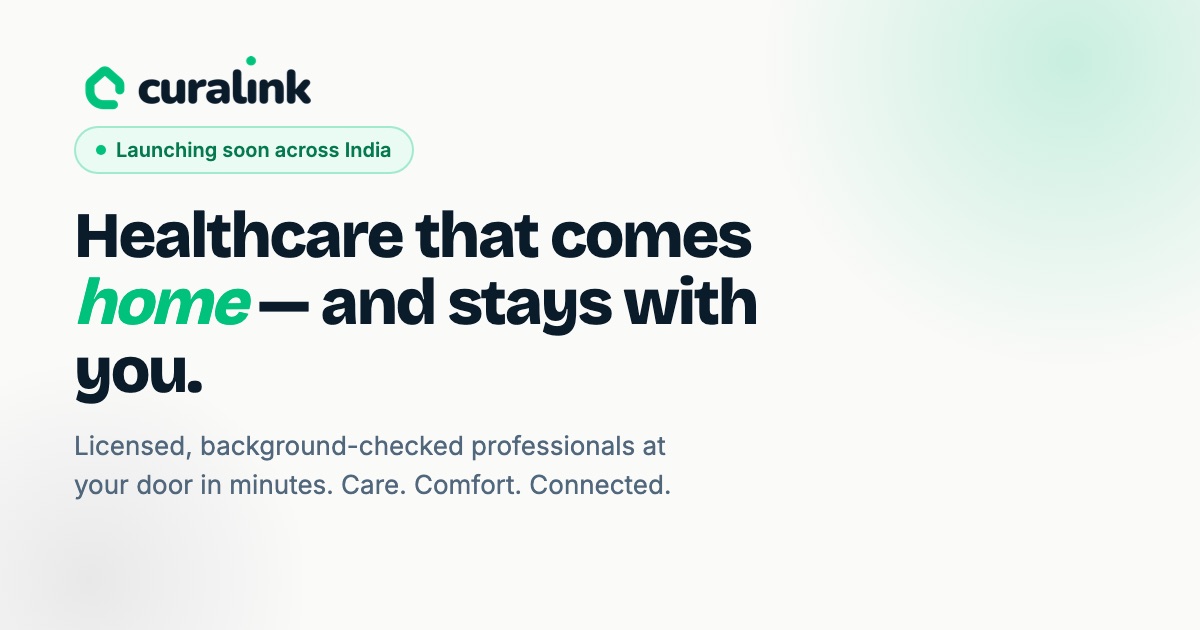 curalink
Launching soon across India
Healthcare that comes
home — and stays with
you.
Licensed, background-checked professionals at
your door in minutes. Care. Comfort. Connected.